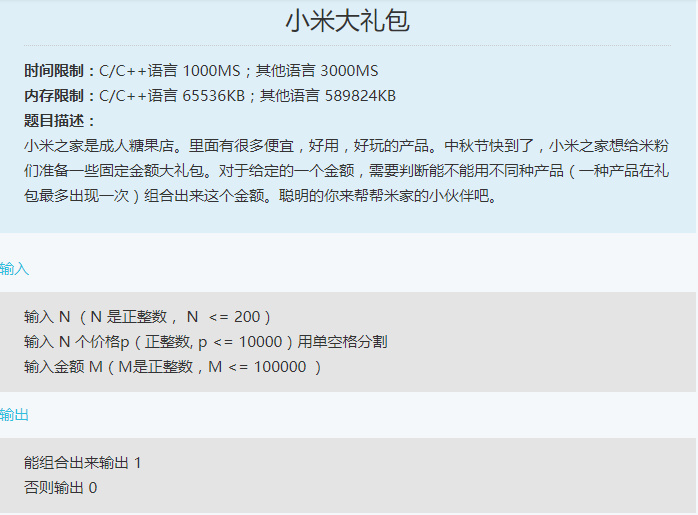 小米大礼包
时间限制：C/C++语言 1000MS；其他语言 3000MS
内存限制：C/C++语言 65536KB；其他语言 589824KB
题目描述：
小米之家是成人糖果店。里面有很多便宜，好用，好玩的产品。中秋节快到了，小米之家想给米粉
们准备一些固定金额大礼包。对于给定的一个金额，需要判断能不能用不同种产品（一种产品在礼
包最多出现一次）组合出来这个金额。聪明的你来帮帮米家的小伙伴吧。
输入
输入 N （ N 是正整数， N <= 200 ）
输入 N 个价格p（正整数, p <= 10000 ）用单空格分割
输入金额 M（ M是正整数，M <= 100000 ）
输出
能组合出来输出 1
否则输出 0